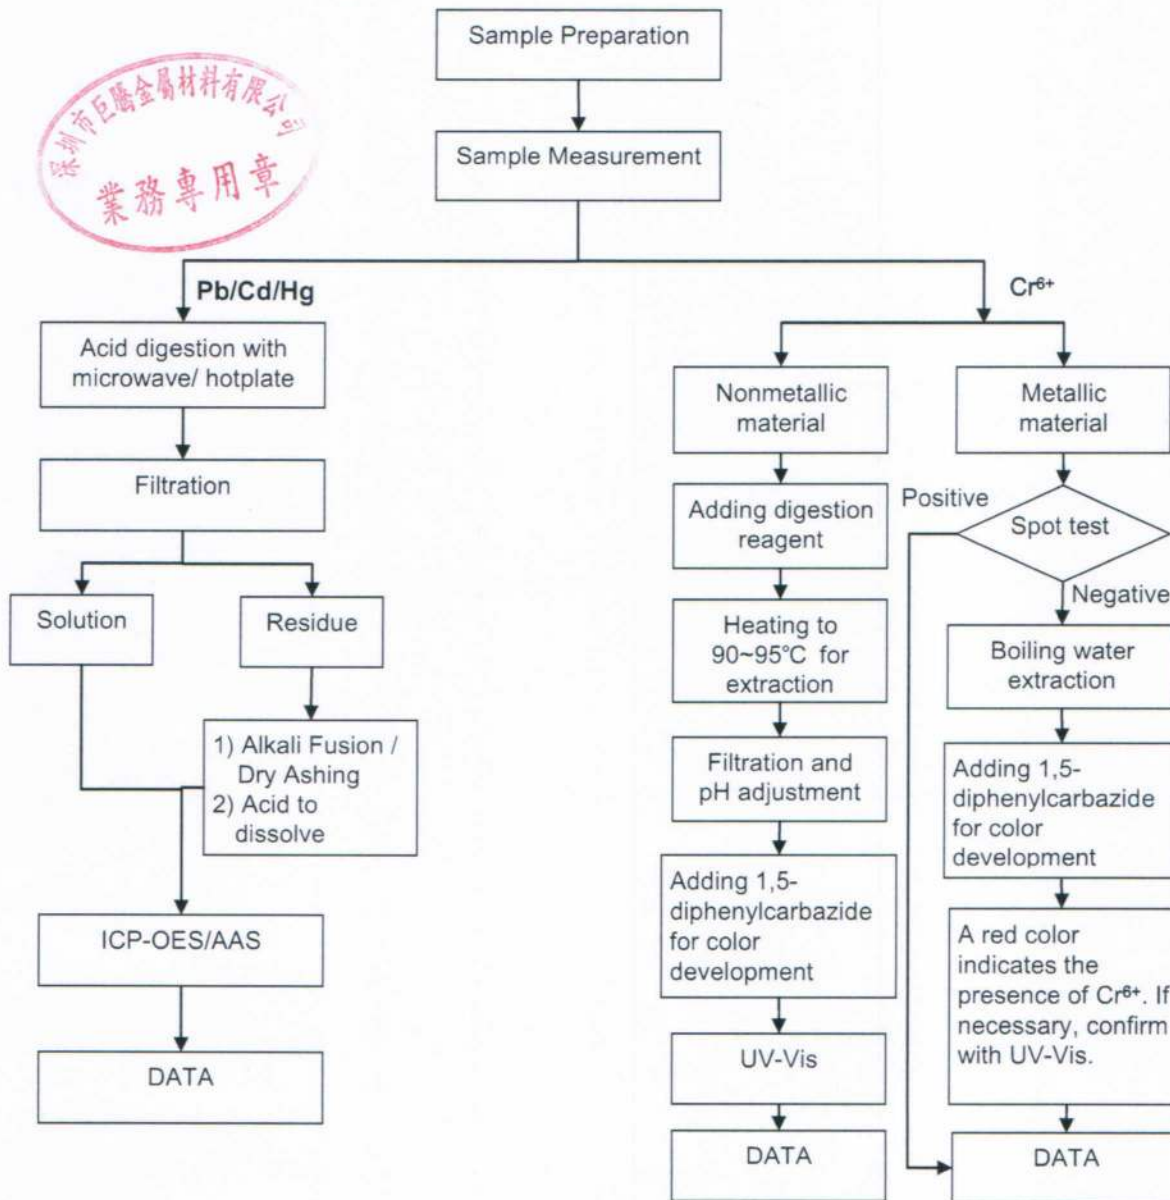 Sample Preparation
Sample Measurement
深圳市巨騰金屬材料有限公司
業務專用章
Pb/Cd/Hg
Acid digestion with
microwave/ hotplate
Filtration
Solution
Residue
1) Alkali Fusion /
Dry Ashing
2) Acid to
dissolve
ICP-OES/AAS
DATA
Cr⁶⁺
Nonmetallic
material
Adding digestion
reagent
Heating to
90~95°C for
extraction
Filtration and
pH adjustment
Adding 1,5-
diphenylcarbazide
for color
development
UV-Vis
DATA
Metallic
material
Positive
Spot test
Negative
Boiling water
extraction
Adding 1,5-
diphenylcarbazide
for color
development
A red color
indicates the
presence of Cr⁶⁺. If
necessary, confirm
with UV-Vis.
DATA